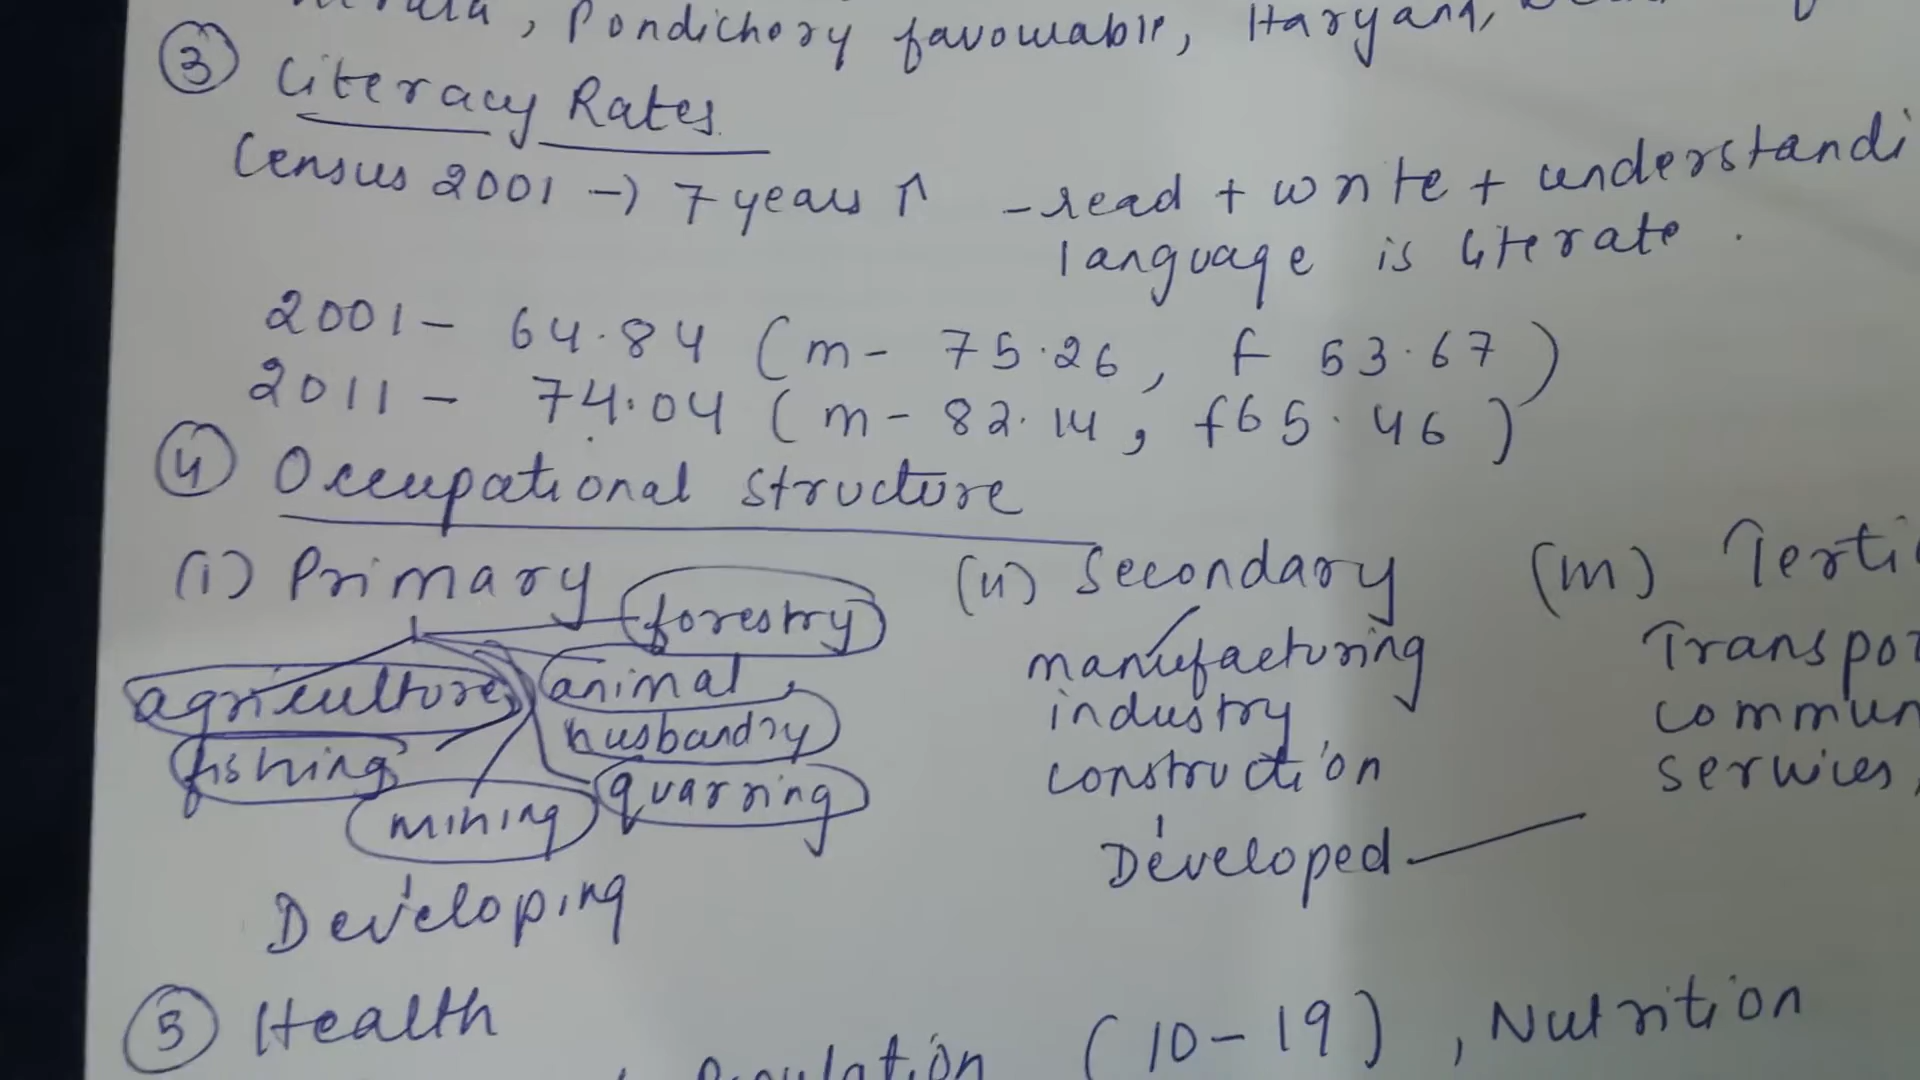 , Pondichery favourable, Haryana,
③ Literacy Rates
Census 2001 → 7 years ↑ - read + write + understandi
language is literate.
2001 - 64.84 (m - 75.26, f 53.67)
2011 - 74.04 (m - 82.14, f 65.46)
④ Occupational structure
(i) Primary (ii) Secondary (iii) Terti
forestry
agriculture animal husbandry manufacturing industry Transpo
fishing construction commun
mining quarring services,
Developing Developed
⑤ Health
Population (10-19), Nutrition